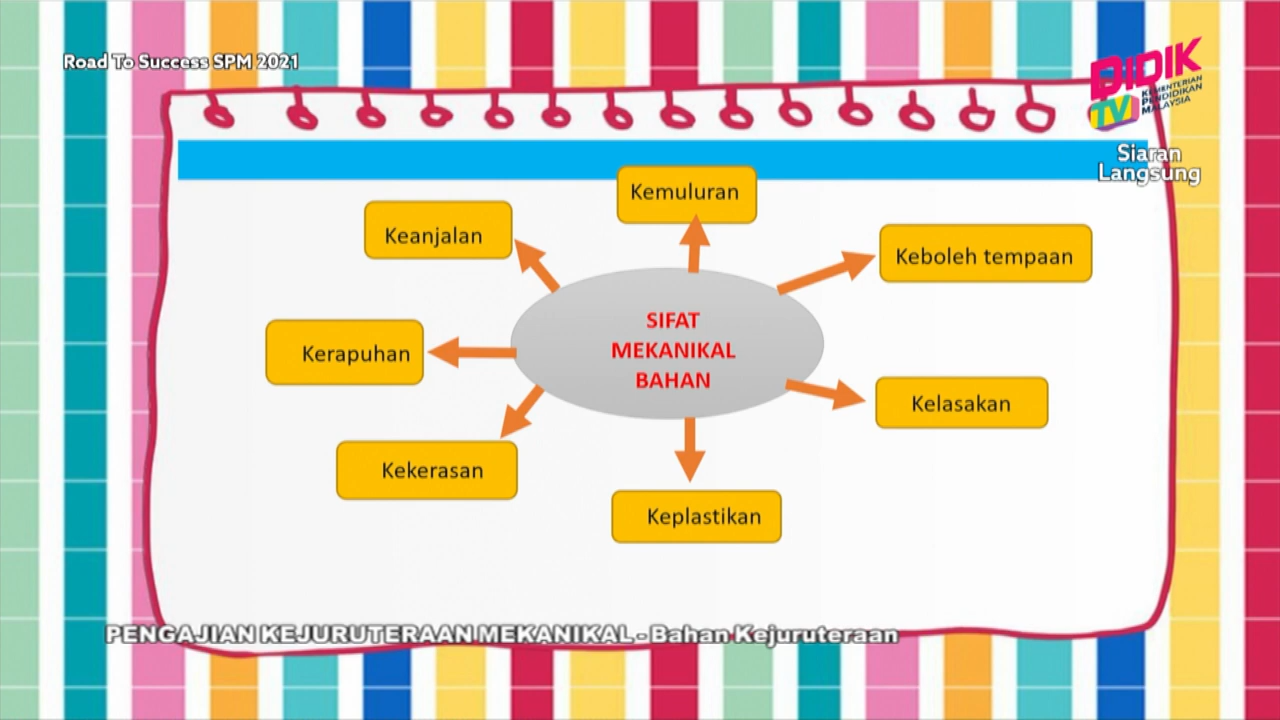 Road To Success SPM 2021
DIDIK
TV
KEMENTERIAN
PENDIDIKAN
MALAYSIA
Siaran
Langsung
Kemuluran
Keanjalan
Keboleh tempaan
SIFAT
MEKANIKAL
BAHAN
Kerapuhan
Kelasakan
Kekerasan
Keplastikan
PENGAJIAN KEJURUTERAAN MEKANIKAL - Bahan Kejuruteraan